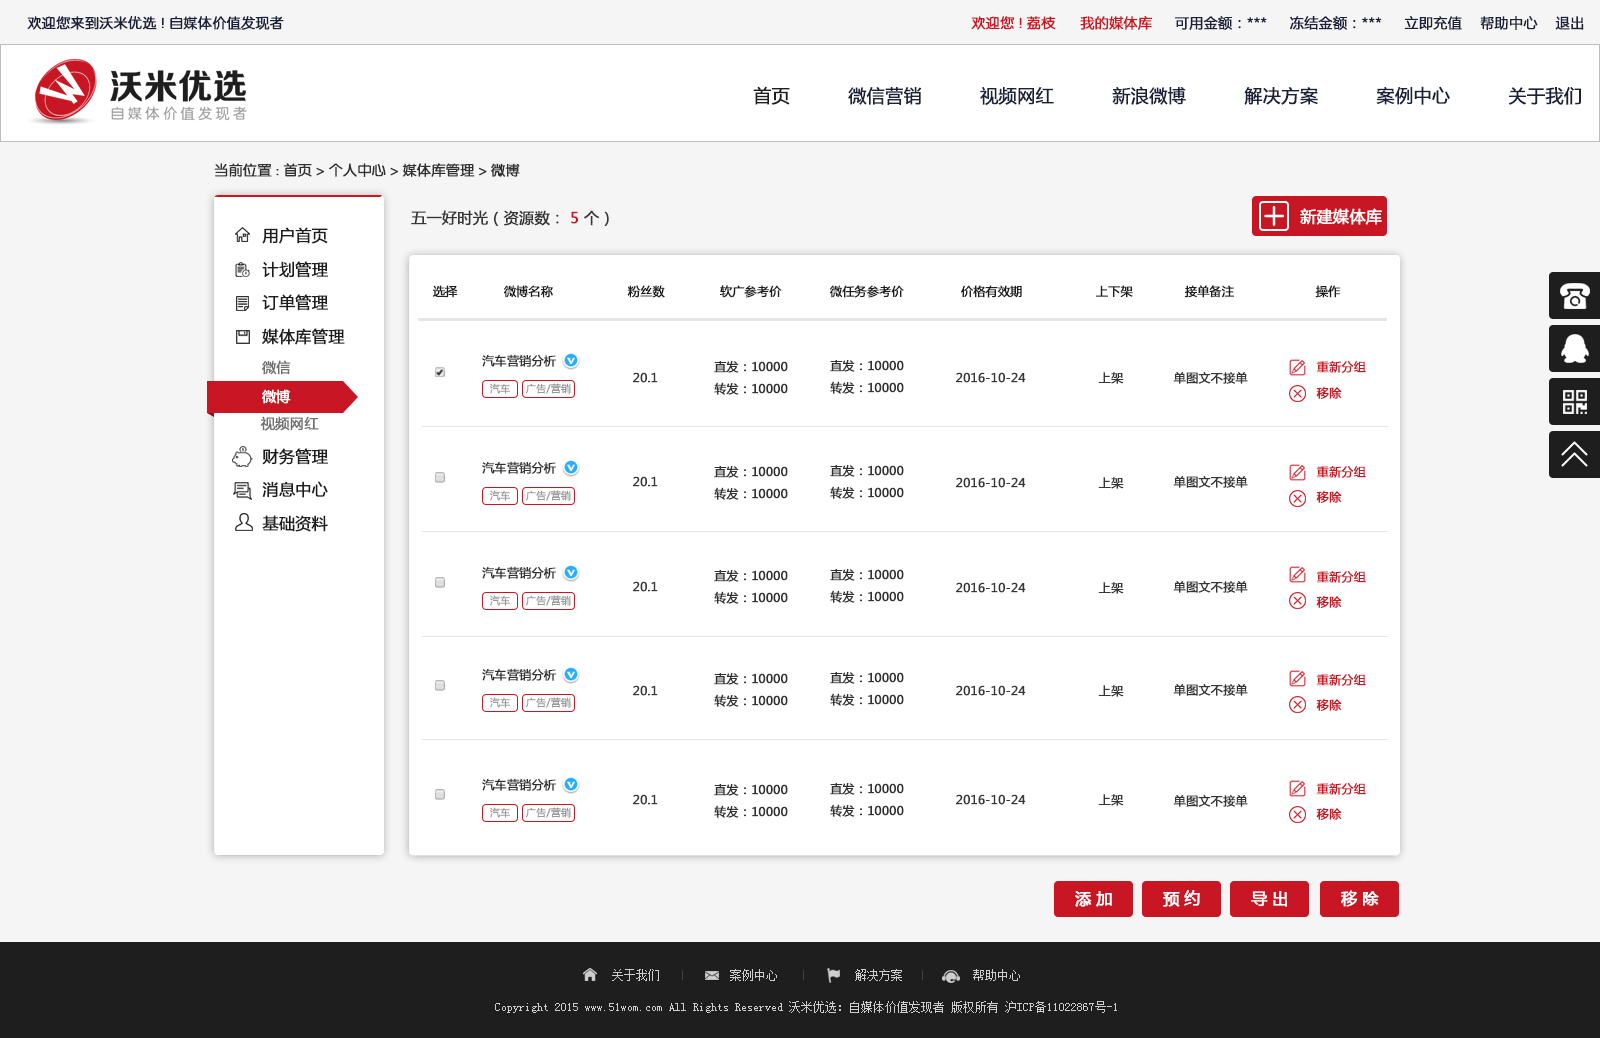 欢迎您来到沃米优选 ! 自媒体价值发现者
欢迎您 ! 荔枝 我的媒体库 可用金额：*** 冻结金额：*** 立即充值 帮助中心 退出
沃米优选
自媒体价值发现者
首页 微信营销 视频网红 新浪微博 解决方案 案例中心 关于我们
当前位置 : 首页 > 个人中心 > 媒体库管理 > 微博
用户首页
计划管理
订单管理
媒体库管理
微信
微博
视频网红
财务管理
消息中心
基础资料
五一好时光 ( 资源数： 5 个 )
新建媒体库
选择 微博名称 粉丝数 软广参考价 微任务参考价 价格有效期 上下架 接单备注 操作
汽车营销分析
汽车 广告/营销
20.1
直发：10000
转发：10000
直发：10000
转发：10000
2016-10-24
上架
单图文不接单
重新分组
移除
汽车营销分析
汽车 广告/营销
20.1
直发：10000
转发：10000
直发：10000
转发：10000
2016-10-24
上架
单图文不接单
重新分组
移除
汽车营销分析
汽车 广告/营销
20.1
直发：10000
转发：10000
直发：10000
转发：10000
2016-10-24
上架
单图文不接单
重新分组
移除
汽车营销分析
汽车 广告/营销
20.1
直发：10000
转发：10000
直发：10000
转发：10000
2016-10-24
上架
单图文不接单
重新分组
移除
汽车营销分析
汽车 广告/营销
20.1
直发：10000
转发：10000
直发：10000
转发：10000
2016-10-24
上架
单图文不接单
重新分组
移除
添加 预约 导出 移除
关于我们 案例中心 解决方案 帮助中心
Copyright 2015 www.51wom.com All Rights Reserved 沃米优选：自媒体价值发现者 版权所有 沪ICP备11022867号-1